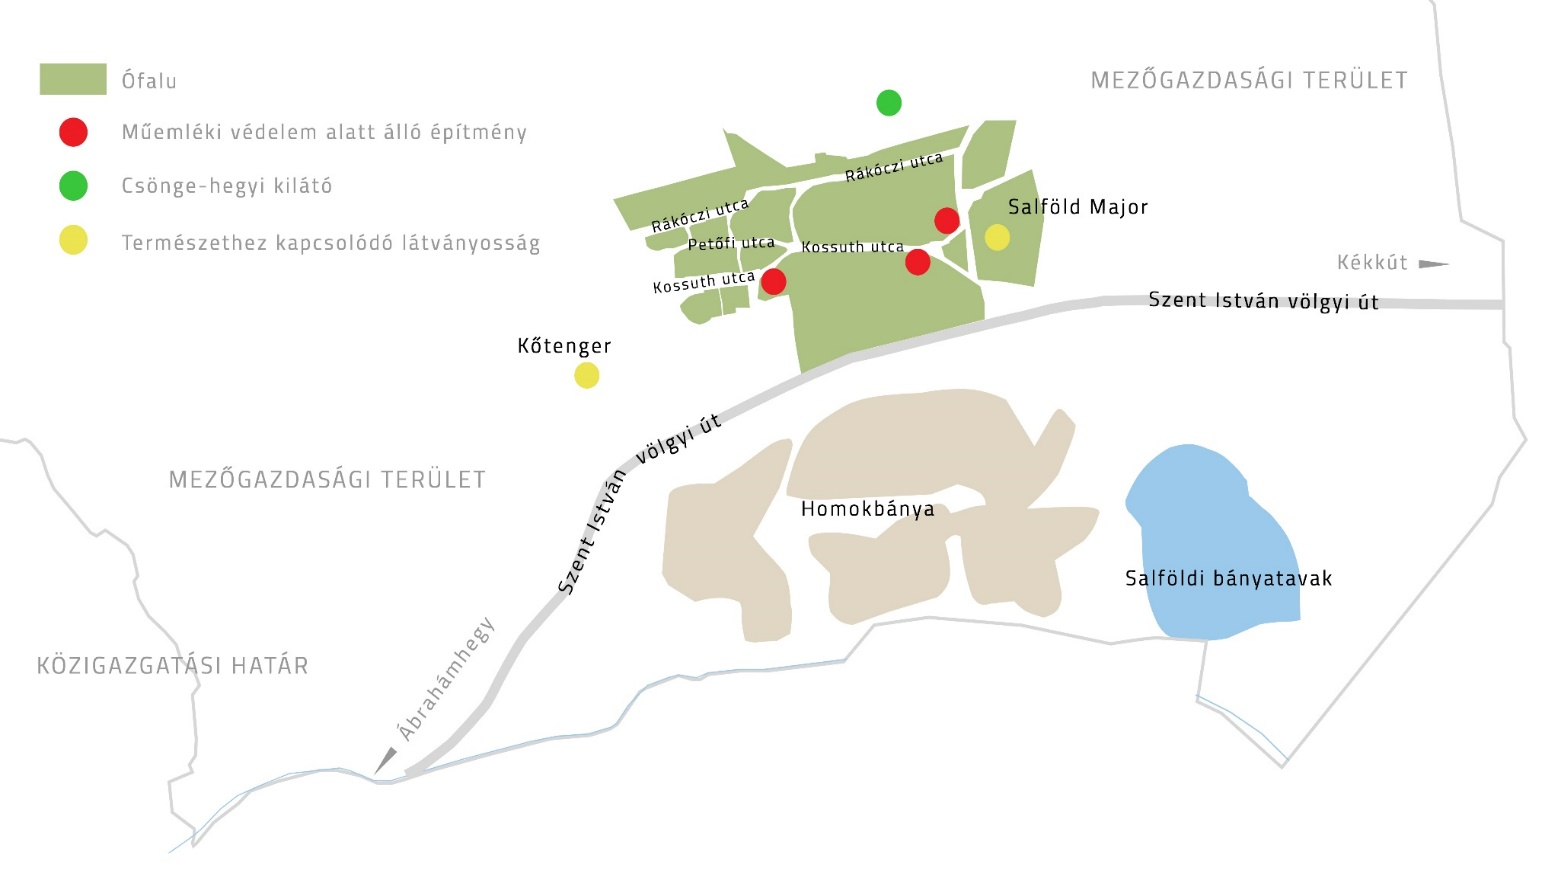 Ófalu
Műemléki védelem alatt álló építmény
Csönge-hegyi kilátó
Természethez kapcsolódó látványosság
MEZŐGAZDASÁGI TERÜLET
Rákóczi utca
Rákóczi utca
Salföld Major
Petőfi utca
Kossuth utca
Kossuth utca
Kékkút
Szent István völgyi út
Kőtenger
Szent István völgyi út
MEZŐGAZDASÁGI TERÜLET
Homokbánya
Salföldi bányatavak
KÖZIGAZGATÁSI HATÁR
Ábrahámhegy